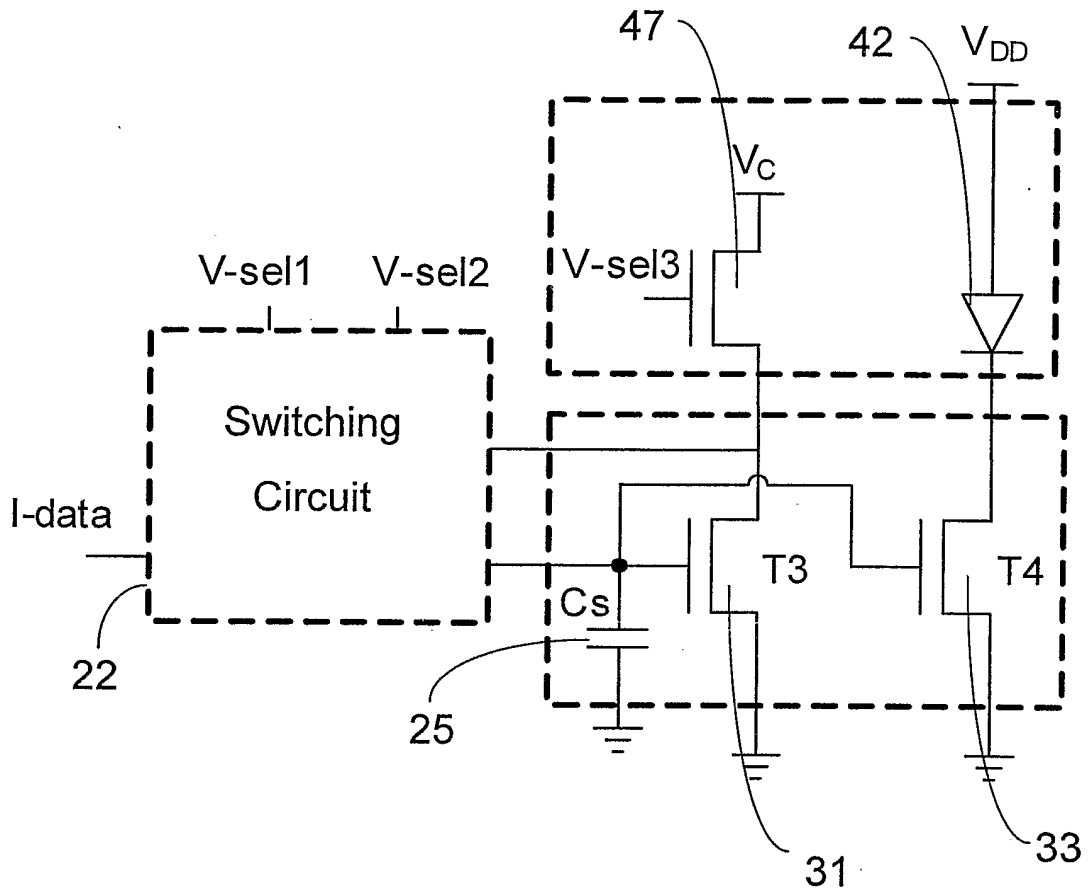 47
42
VDD
VC
V-sel1
V-sel2
V-sel3
Switching
Circuit
I-data
T3
T4
Cs
22
25
31
33